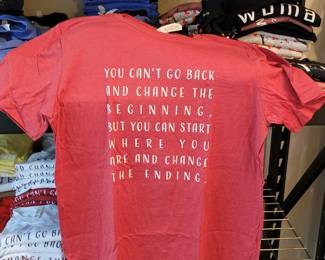 YOU CAN'T GO BACK
AND CHANGE THE
BEGINNING,
BUT YOU CAN START
WHERE YOU
ARE AND CHANGE
THE ENDING.